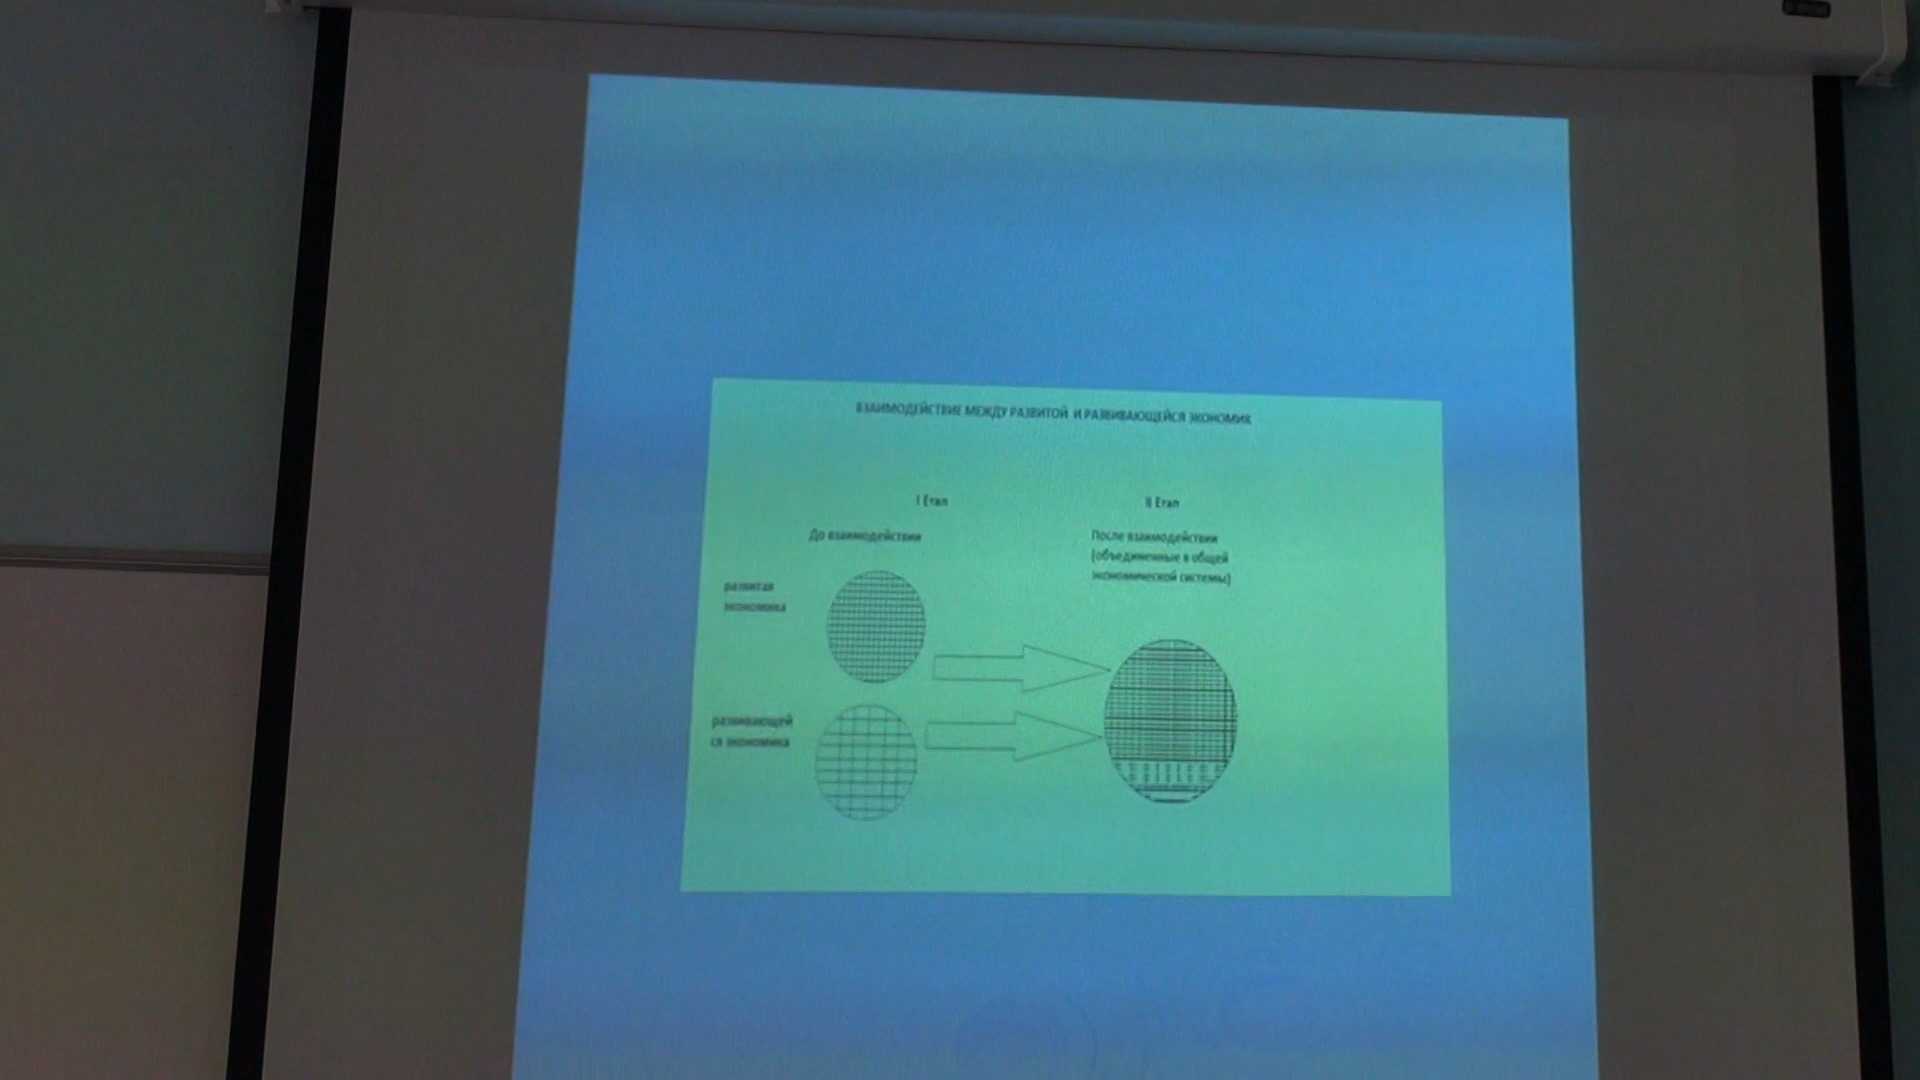 ВЗАИМОДЕЙСТВИЕ МЕЖДУ РАЗВИТОЙ И РАЗВИВАЮЩЕЙСЯ ЭКОНОМИК
I Етап
II Етап
До взаимодействии
После взаимодействии
(объединенные в общей
экономической системы)
развитая
экономика
развивающей
ся экономика